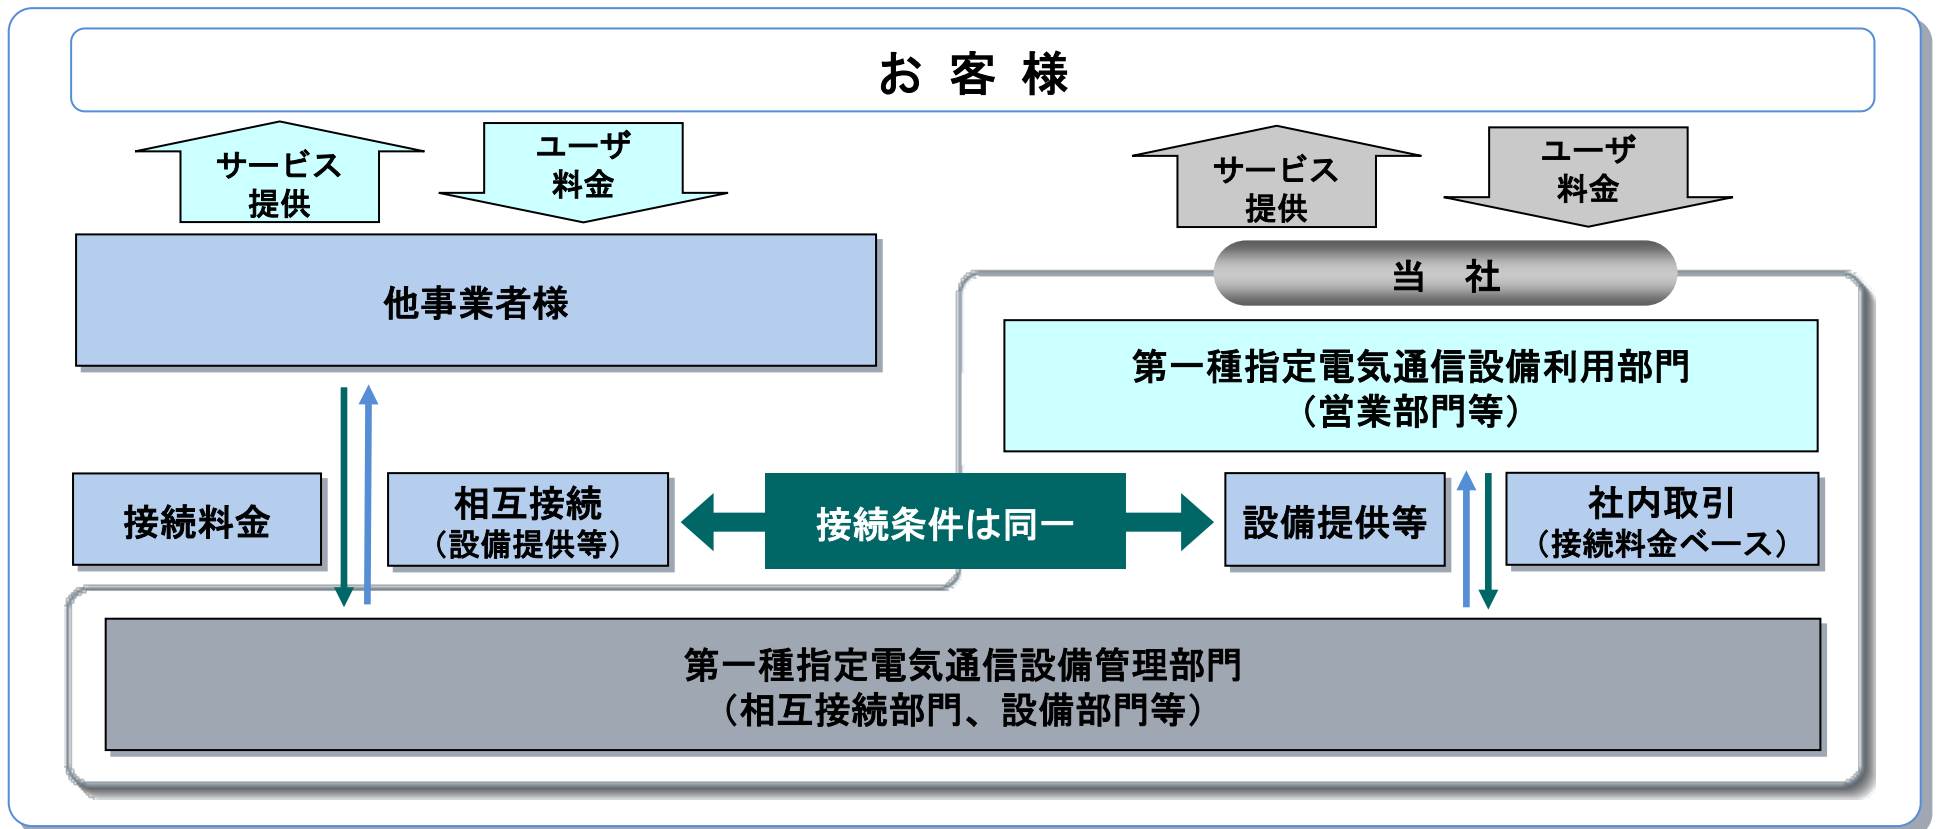 お 客 様
サービス
提供
ユーザ
料金
サービス
提供
ユーザ
料金
他事業者様
当 社
第一種指定電気通信設備利用部門
（営業部門等）
接続料金
相互接続
（設備提供等）
接続条件は同一
設備提供等
社内取引
（接続料金ベース）
第一種指定電気通信設備管理部門
（相互接続部門、設備部門等）